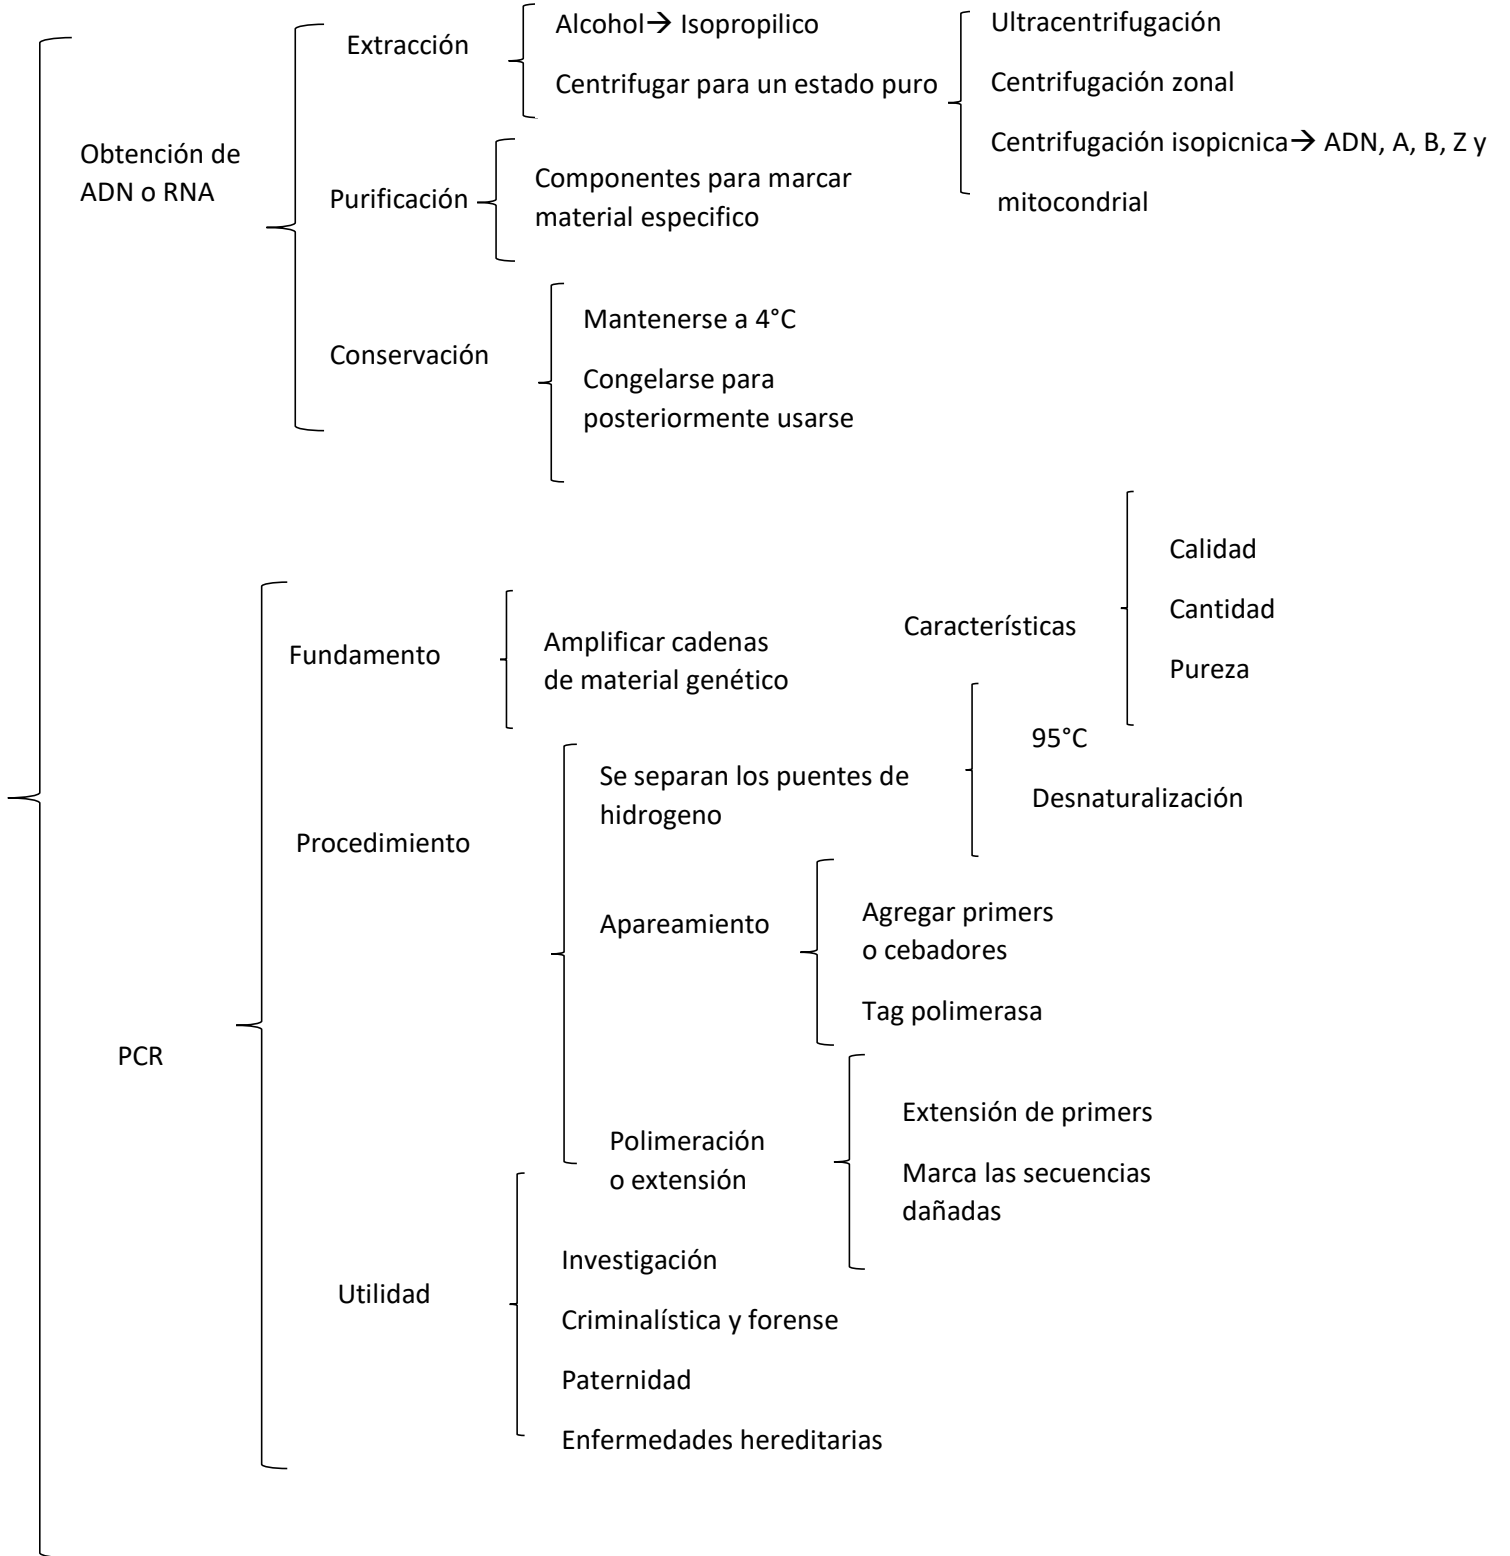 Obtención de
ADN o RNA
Extracción
Alcohol→ Isopropilico
Centrifugar para un estado puro
Ultracentrifugación
Centrifugación zonal
Centrifugación isopicnica→ ADN, A, B, Z y
mitocondrial
Purificación
Componentes para marcar
material especifico
Conservación
Mantenerse a 4°C
Congelarse para
posteriormente usarse
PCR
Fundamento
Amplificar cadenas
de material genético
Características
Calidad
Cantidad
Pureza
Procedimiento
Se separan los puentes de
hidrogeno
95°C
Desnaturalización
Apareamiento
Agregar primers
o cebadores
Tag polimerasa
Polimeración
o extensión
Extensión de primers
Marca las secuencias
dañadas
Utilidad
Investigación
Criminalística y forense
Paternidad
Enfermedades hereditarias